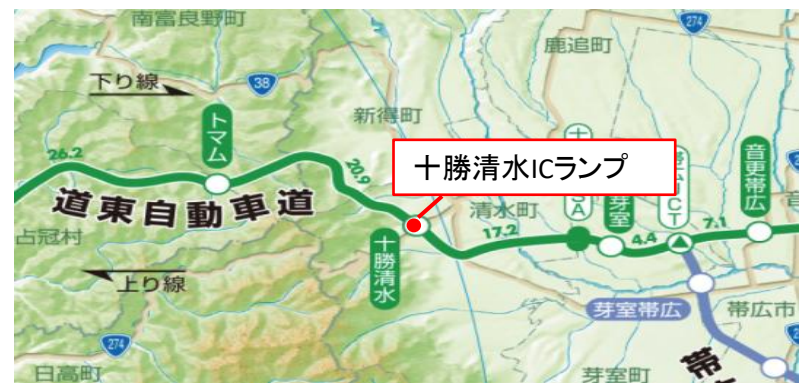 南富良野町
274
鹿追町
下り線
38
新得町
トマム
26.2
20.9
十勝清水ICランプ
音更帯広
道東自動車道
清水町
芽室
占冠村
17.2
4.4
7.1
十勝清水
上り線
芽室帯広
帯広市
274
日高町
芽室町